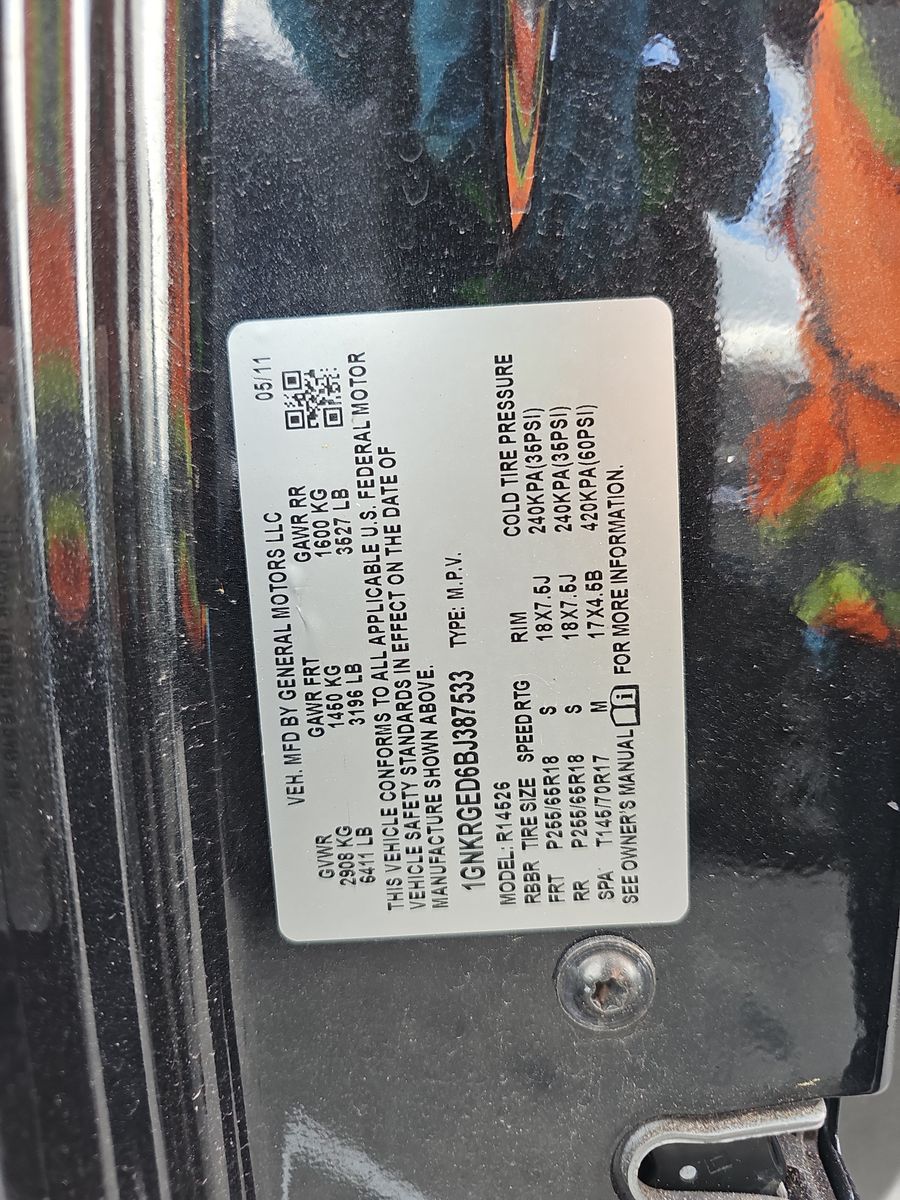 VEH. MFD BY GENERAL MOTORS LLC 05/11
GVWR GAWR FRT GAWR RR
2908 KG 1450 KG 1600 KG
6411 LB 3196 LB 3527 LB
THIS VEHICLE CONFORMS TO ALL APPLICABLE U.S. FEDERAL MOTOR
VEHICLE SAFETY STANDARDS IN EFFECT ON THE DATE OF
MANUFACTURE SHOWN ABOVE.
1GNKRGED6BJ387533 TYPE: M.P.V.
MODEL: R14526
RBBR TIRE SIZE SPEED RTG RIM COLD TIRE PRESSURE
FRT P255/65R18 S 18X7.5J 240KPA(35PSI)
RR P255/65R18 S 18X7.5J 240KPA(35PSI)
SPA T145/70R17 M 17X4.5B 420KPA(60PSI)
SEE OWNER'S MANUAL FOR MORE INFORMATION.